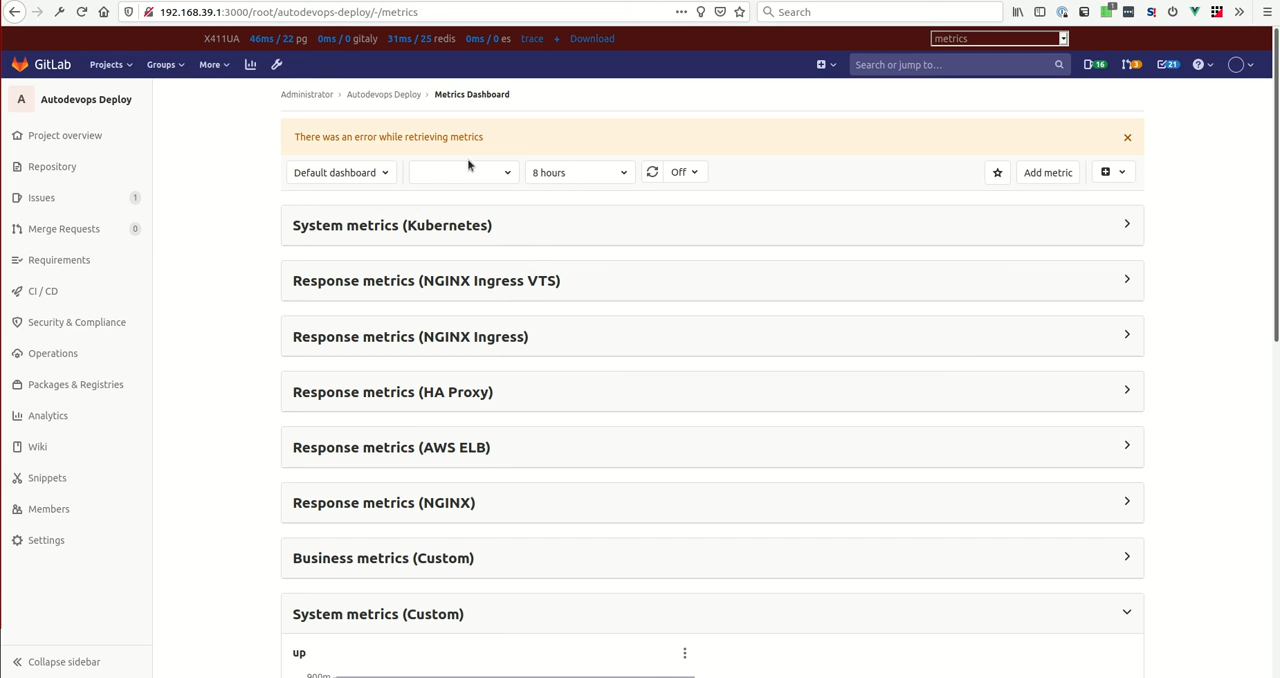 192.168.39.1:3000/root/autodevops-deploy/-/metrics
Search
1
X411UA 46ms / 22 pg 0ms / 0 gitaly 31ms / 25 redis 0ms / 0 es trace + Download
metrics
GitLab Projects Groups More
Search or jump to...
16 3 21
A Autodevops Deploy
Project overview
Repository
Issues 1
Merge Requests 0
Requirements
CI / CD
Security & Compliance
Operations
Packages & Registries
Analytics
Wiki
Snippets
Members
Settings
Collapse sidebar
Administrator › Autodevops Deploy › Metrics Dashboard
There was an error while retrieving metrics
Default dashboard 8 hours Off Add metric
System metrics (Kubernetes)
Response metrics (NGINX Ingress VTS)
Response metrics (NGINX Ingress)
Response metrics (HA Proxy)
Response metrics (AWS ELB)
Response metrics (NGINX)
Business metrics (Custom)
System metrics (Custom)
up
900m